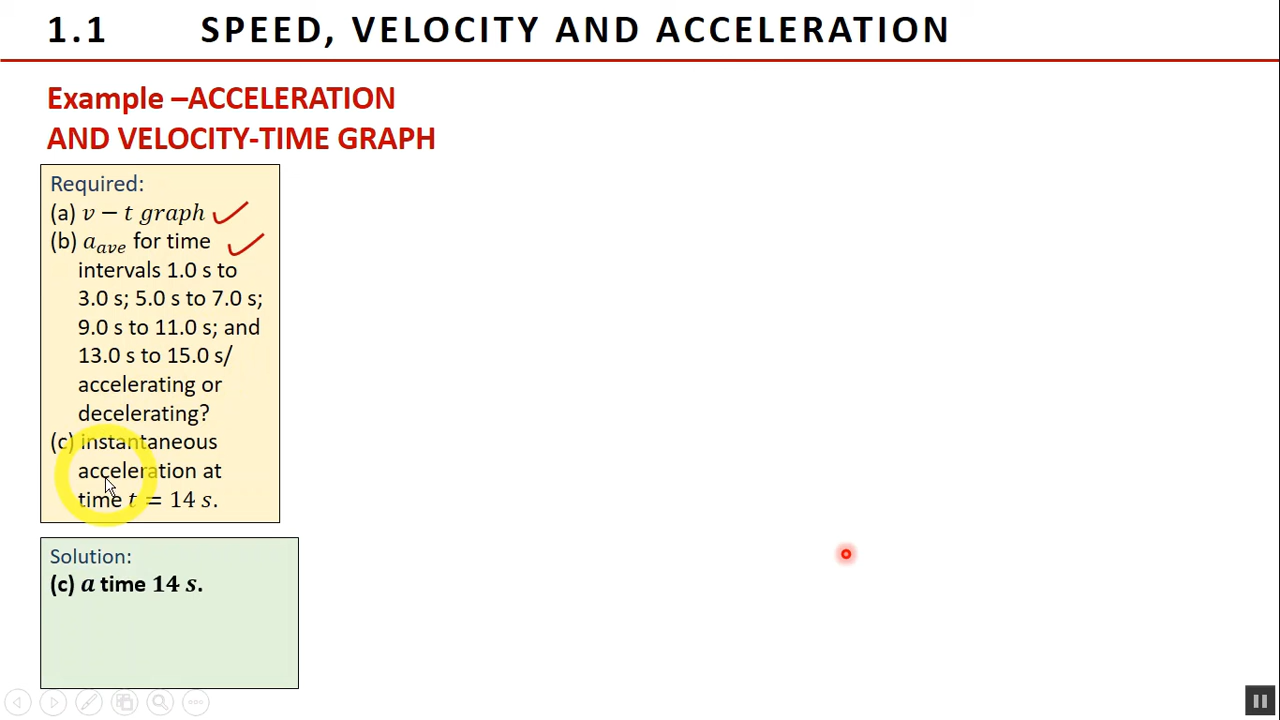 1.1 SPEED, VELOCITY AND ACCELERATION
Example –ACCELERATION
AND VELOCITY-TIME GRAPH
Required:
(a) v − t graph
(b) a_ave for time
intervals 1.0 s to
3.0 s; 5.0 s to 7.0 s;
9.0 s to 11.0 s; and
13.0 s to 15.0 s/
accelerating or
decelerating?
(c) instantaneous
acceleration at
time t = 14 s.
Solution:
(c) a time 14 s.